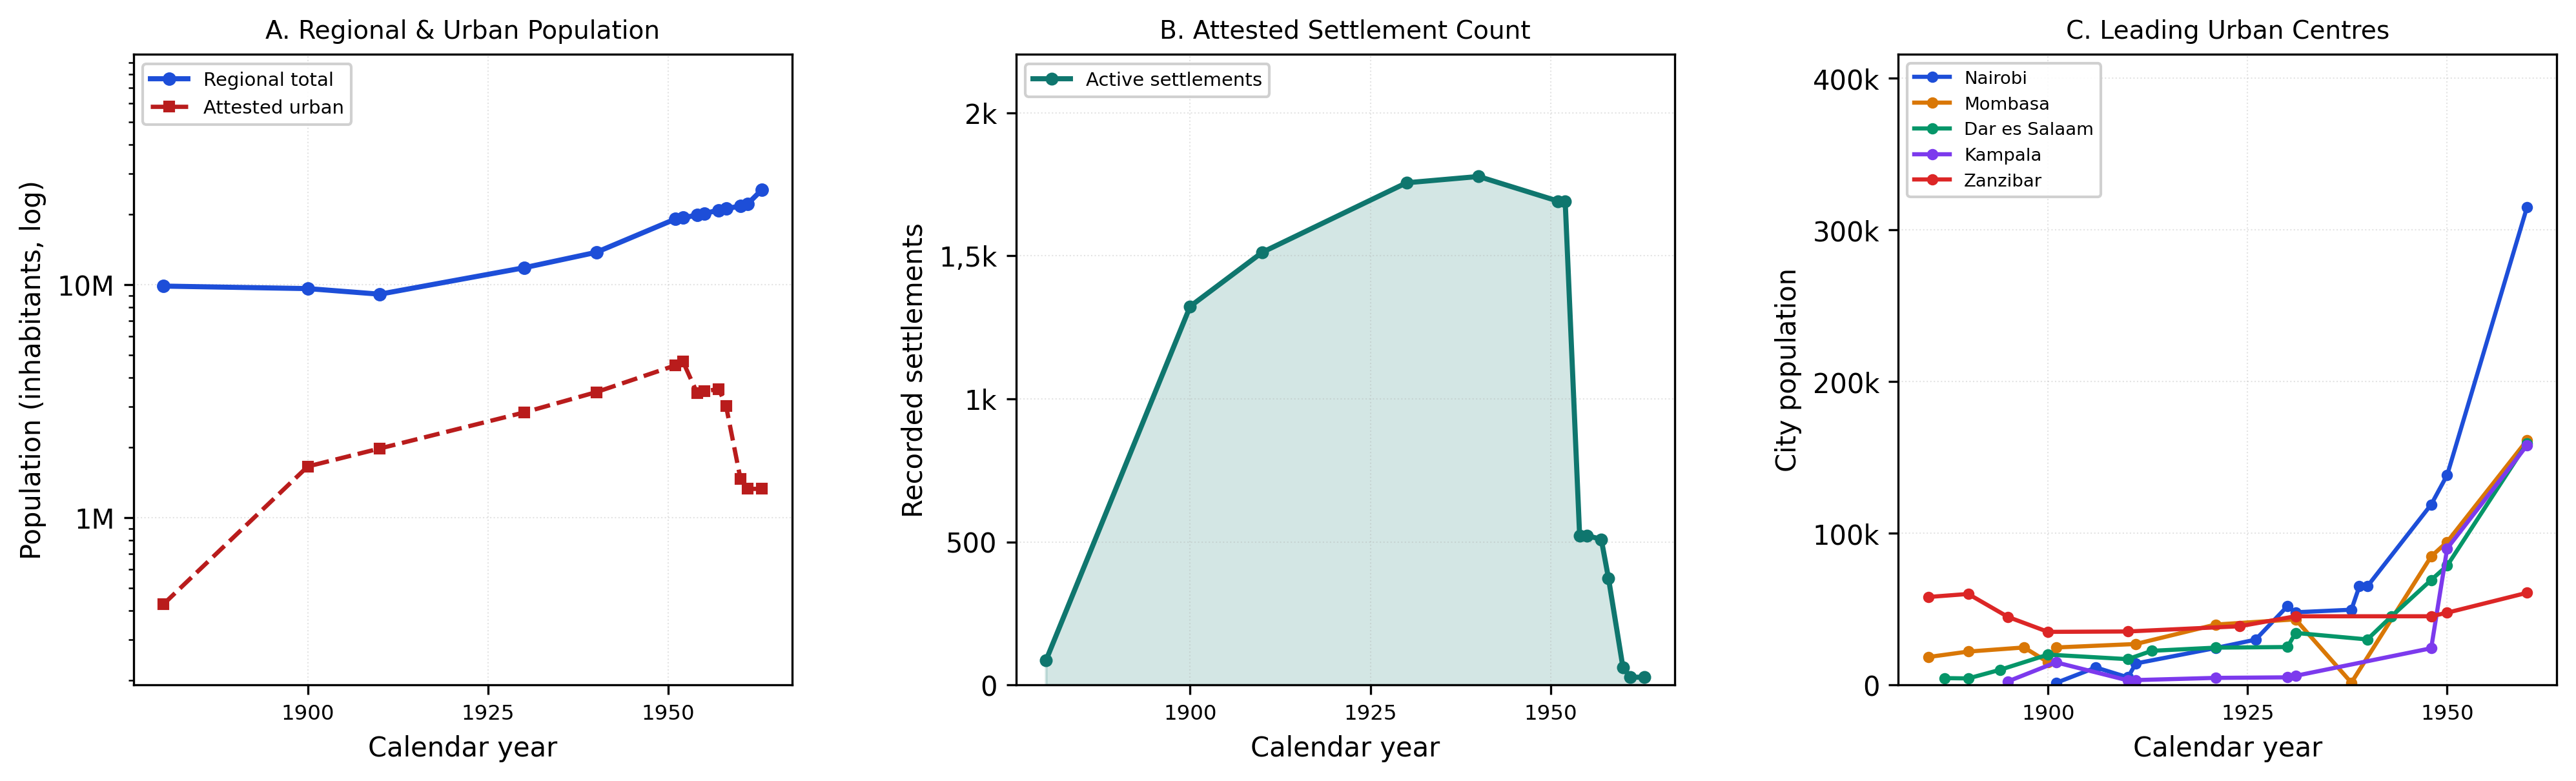 A. Regional & Urban Population
Regional total
Attested urban
Population (inhabitants, log)
10M
1M
1900
1925
1950
Calendar year
B. Attested Settlement Count
Active settlements
Recorded settlements
2k
1,5k
1k
500
0
1900
1925
1950
Calendar year
C. Leading Urban Centres
Nairobi
Mombasa
Dar es Salaam
Kampala
Zanzibar
City population
400k
300k
200k
100k
0
1900
1925
1950
Calendar year